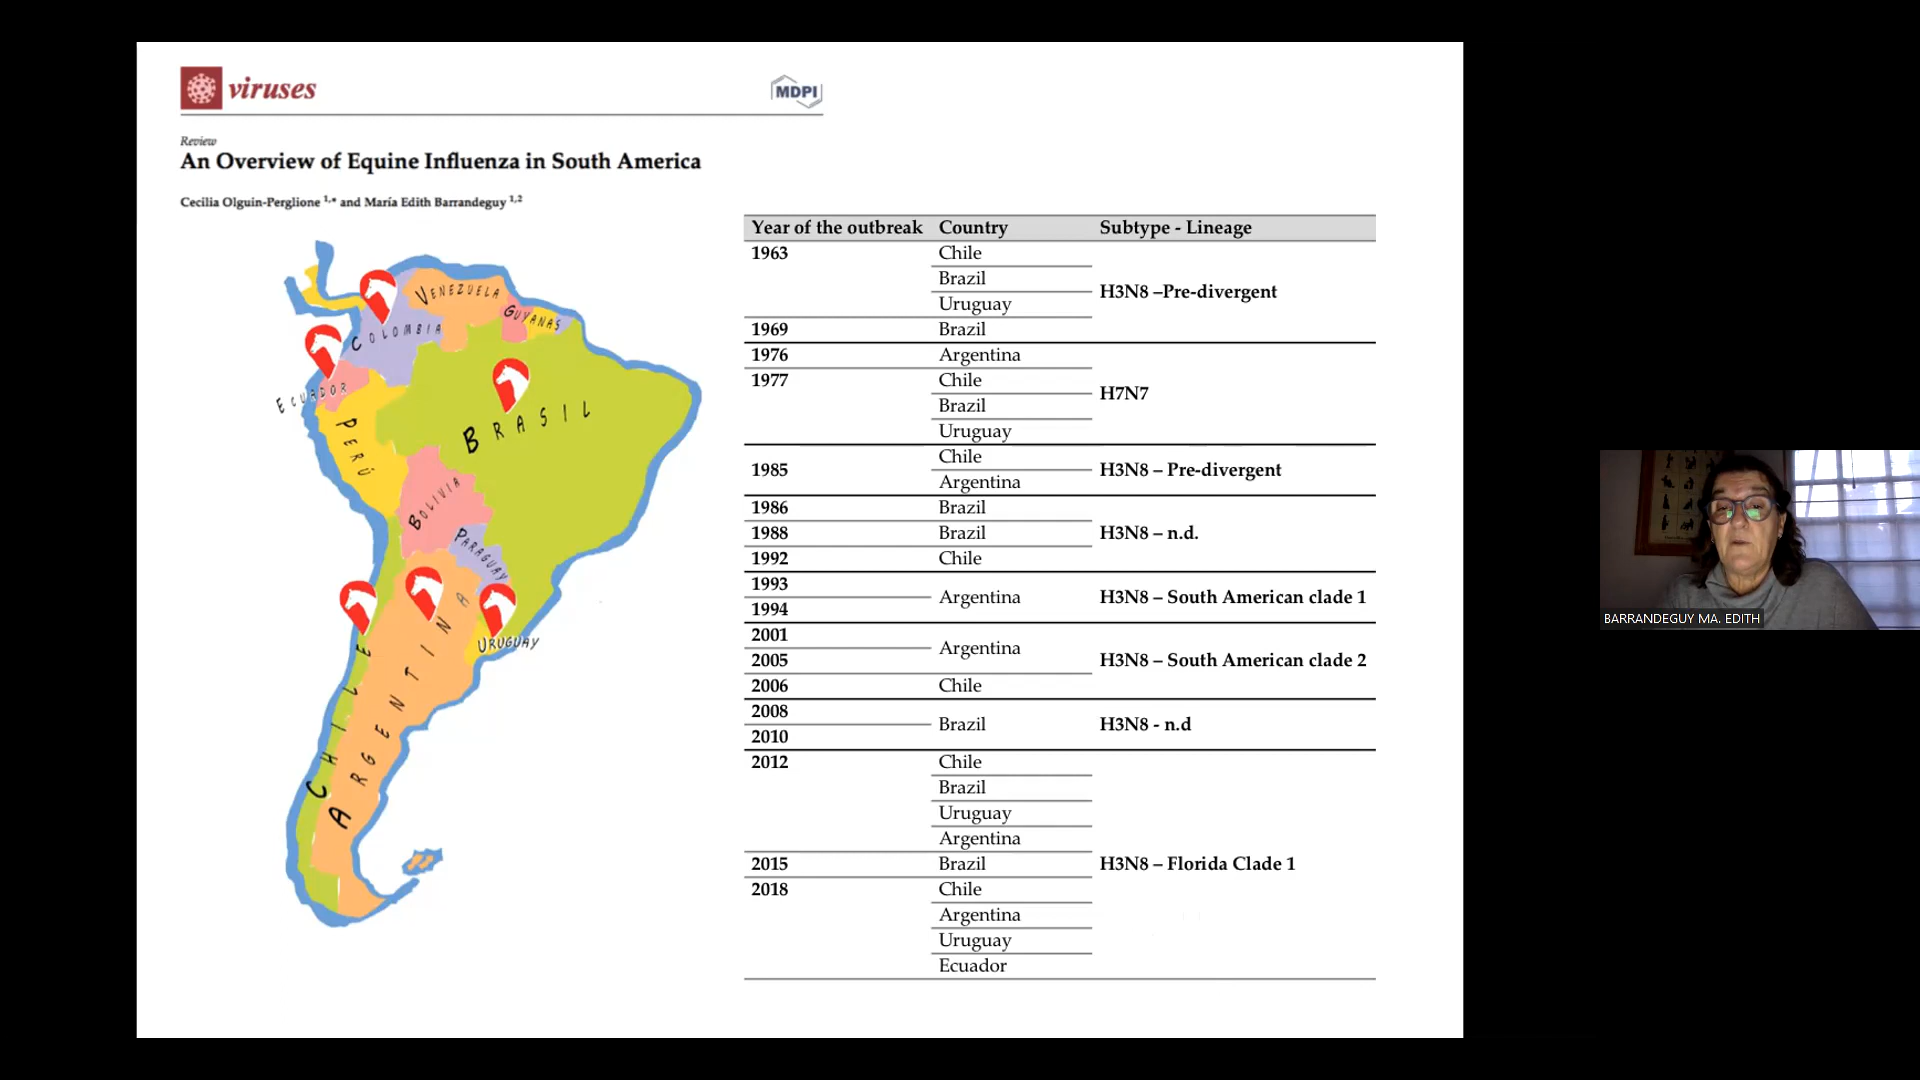 viruses
MDPI
Review
An Overview of Equine Influenza in South America
Cecilia Olguin-Perglione 1,* and María Edith Barrandeguy 1,2
VENEZUELA
GUYANAS
COLOMBIA
ECUADOR
PERÚ
BRASIL
BOLIVIA
PARAGUAY
URUGUAY
CHILE
ARGENTINA
Year of the outbreak Country Subtype - Lineage
1963 Chile
Brazil
H3N8 –Pre-divergent
Uruguay
1969 Brazil
1976 Argentina
1977 Chile
H7N7
Brazil
Uruguay
Chile
1985 H3N8 – Pre-divergent
Argentina
1986 Brazil
1988 Brazil H3N8 – n.d.
1992 Chile
1993
Argentina H3N8 – South American clade 1
1994
2001
Argentina
2005 H3N8 – South American clade 2
2006 Chile
2008
Brazil H3N8 - n.d
2010
2012 Chile
Brazil
Uruguay
Argentina
2015 Brazil H3N8 – Florida Clade 1
2018 Chile
Argentina
Uruguay
Ecuador
BARRANDEGUY MA. EDITH